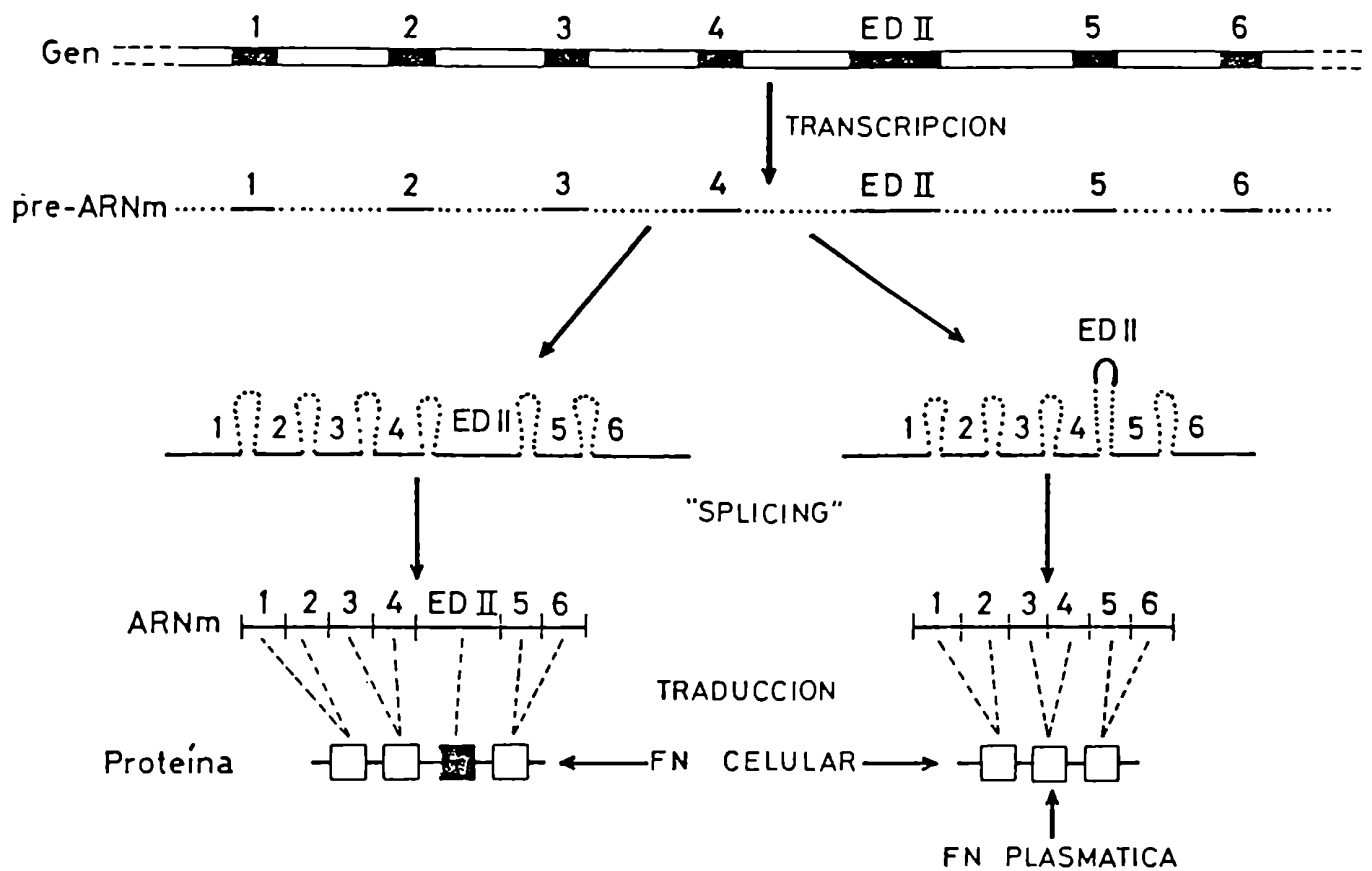 1 2 3 4 ED II 5 6
Gen
TRANSCRIPCION
1 2 3 4 ED II 5 6
pre-ARNm
ED II
1 2 3 4 ED II 5 6
1 2 3 4 5 6
"SPLICING"
1 2 3 4 ED II 5 6
1 2 3 4 5 6
ARNm
TRADUCCION
Proteína
FN CELULAR
FN PLASMATICA